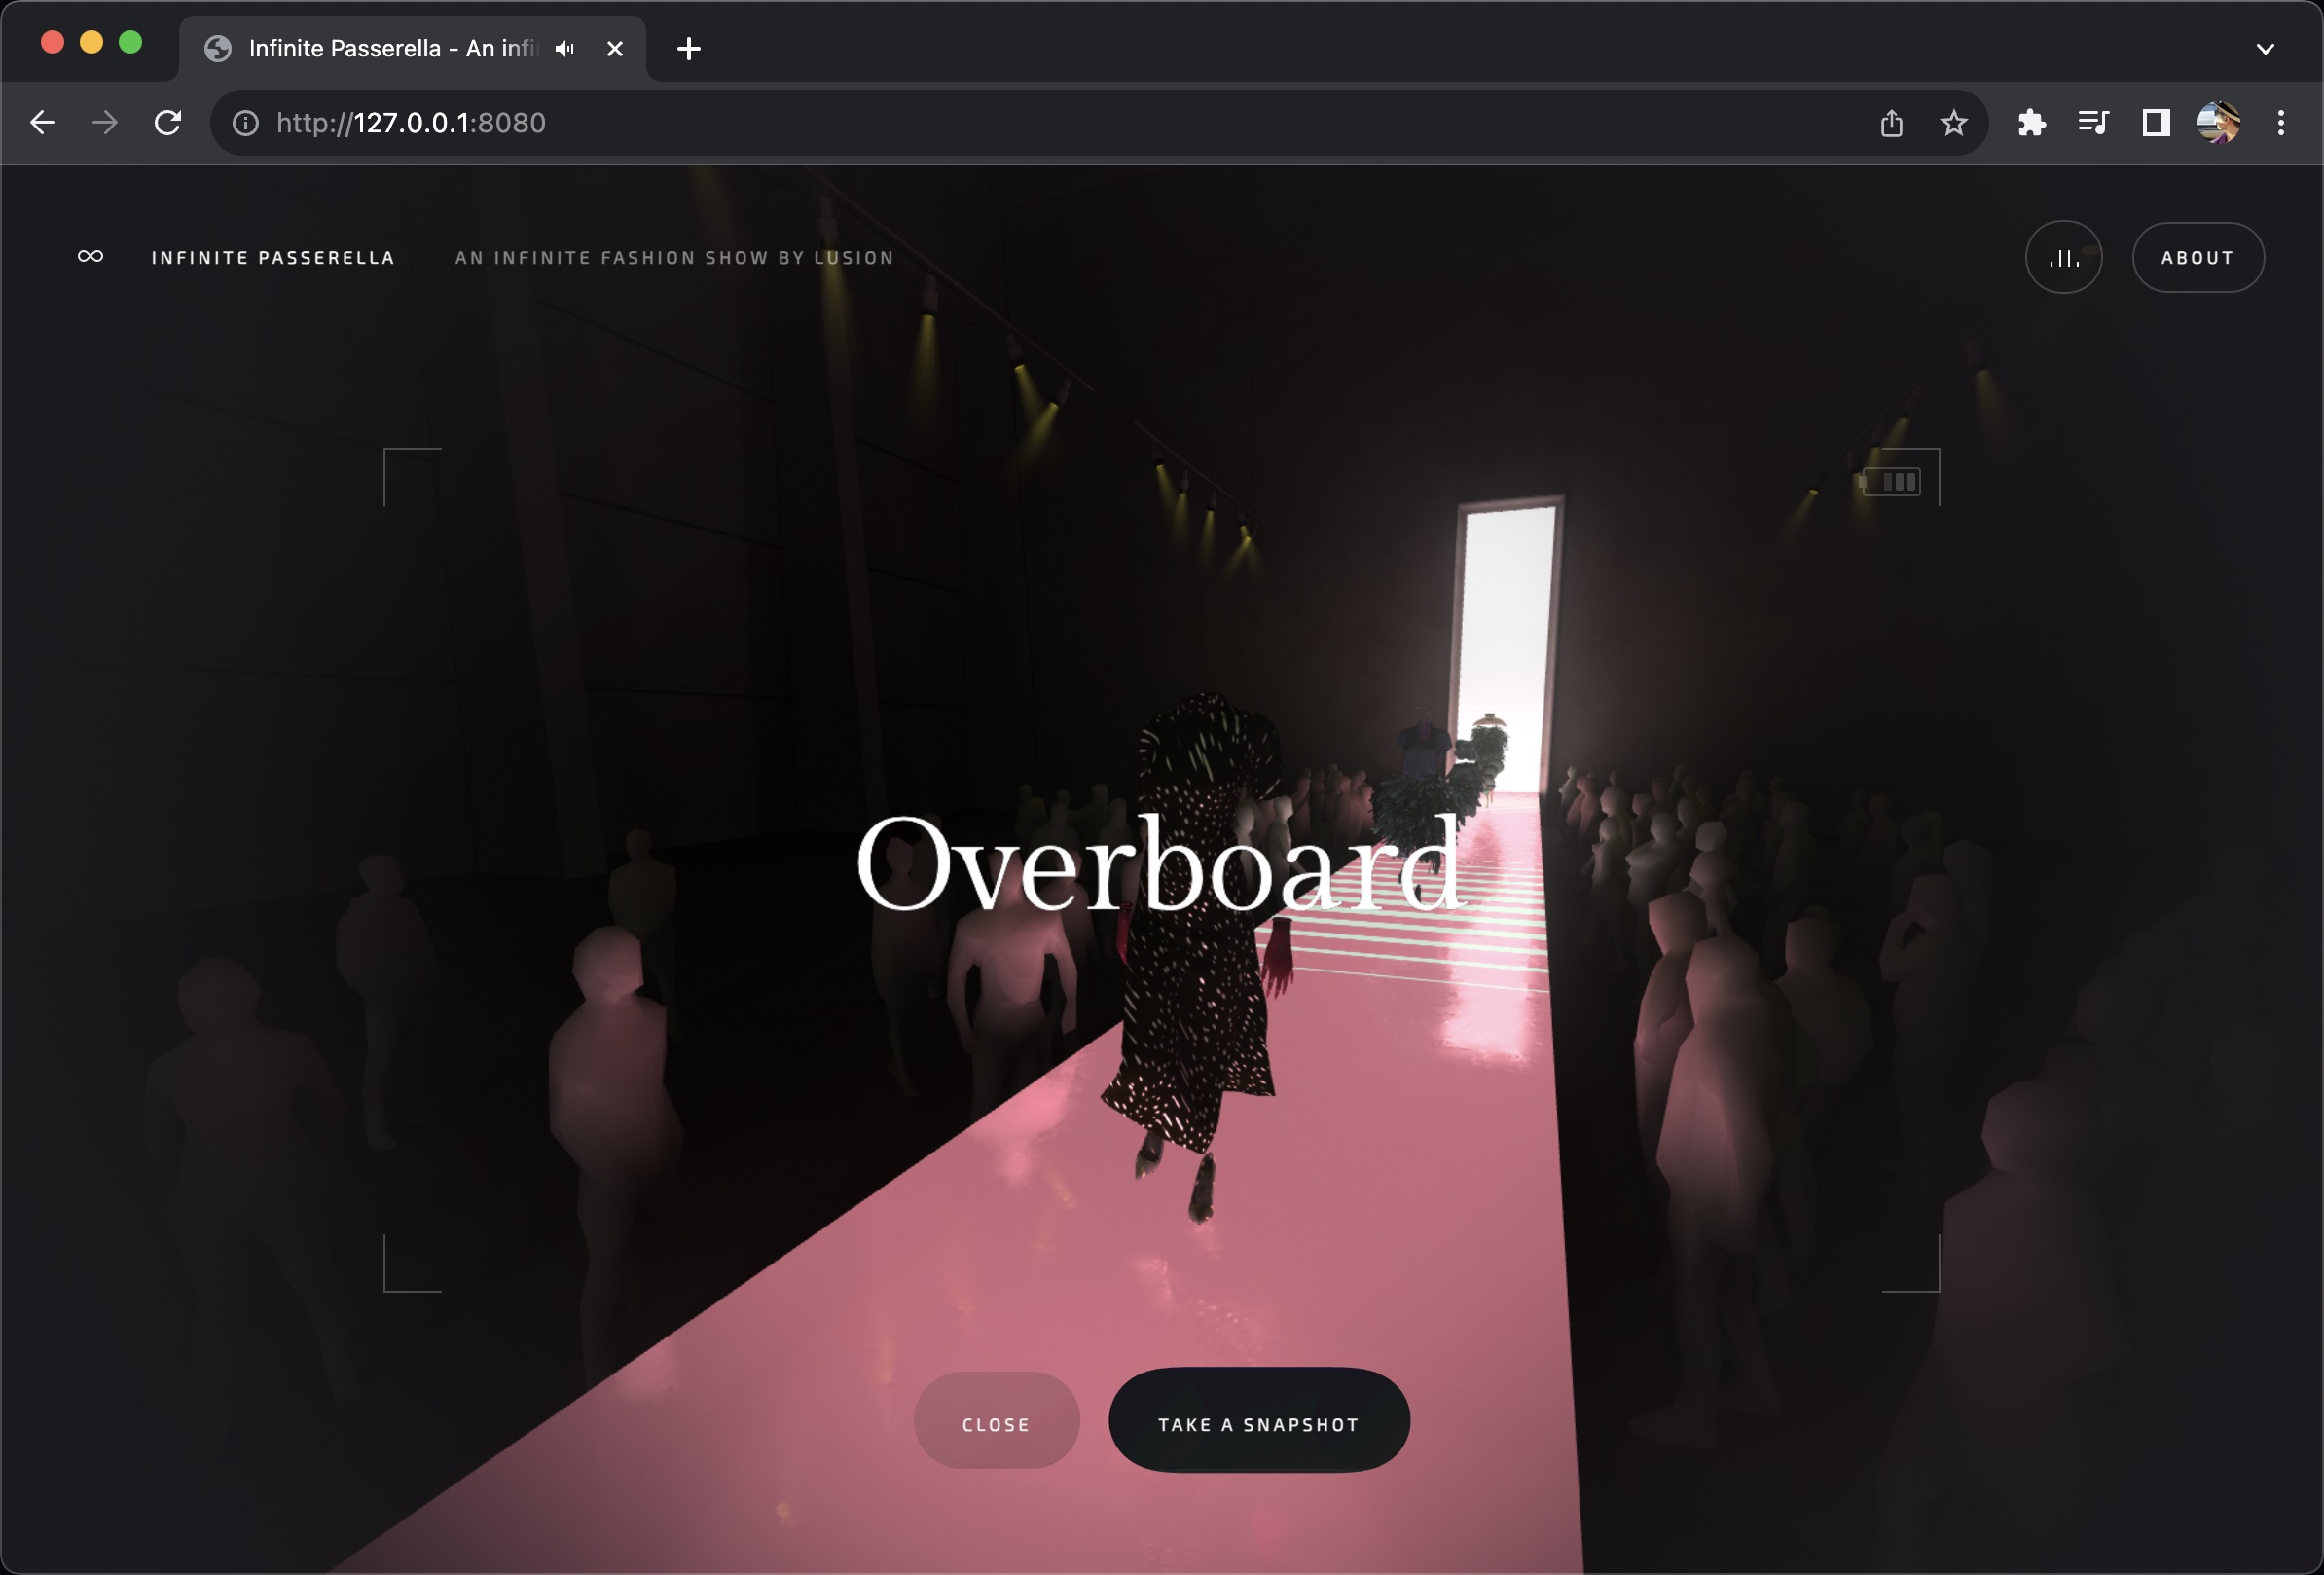 Infinite Passerella - An infi
http://127.0.0.1:8080
INFINITE PASSERELLA AN INFINITE FASHION SHOW BY LUSION
ABOUT
Overboard
CLOSE TAKE A SNAPSHOT